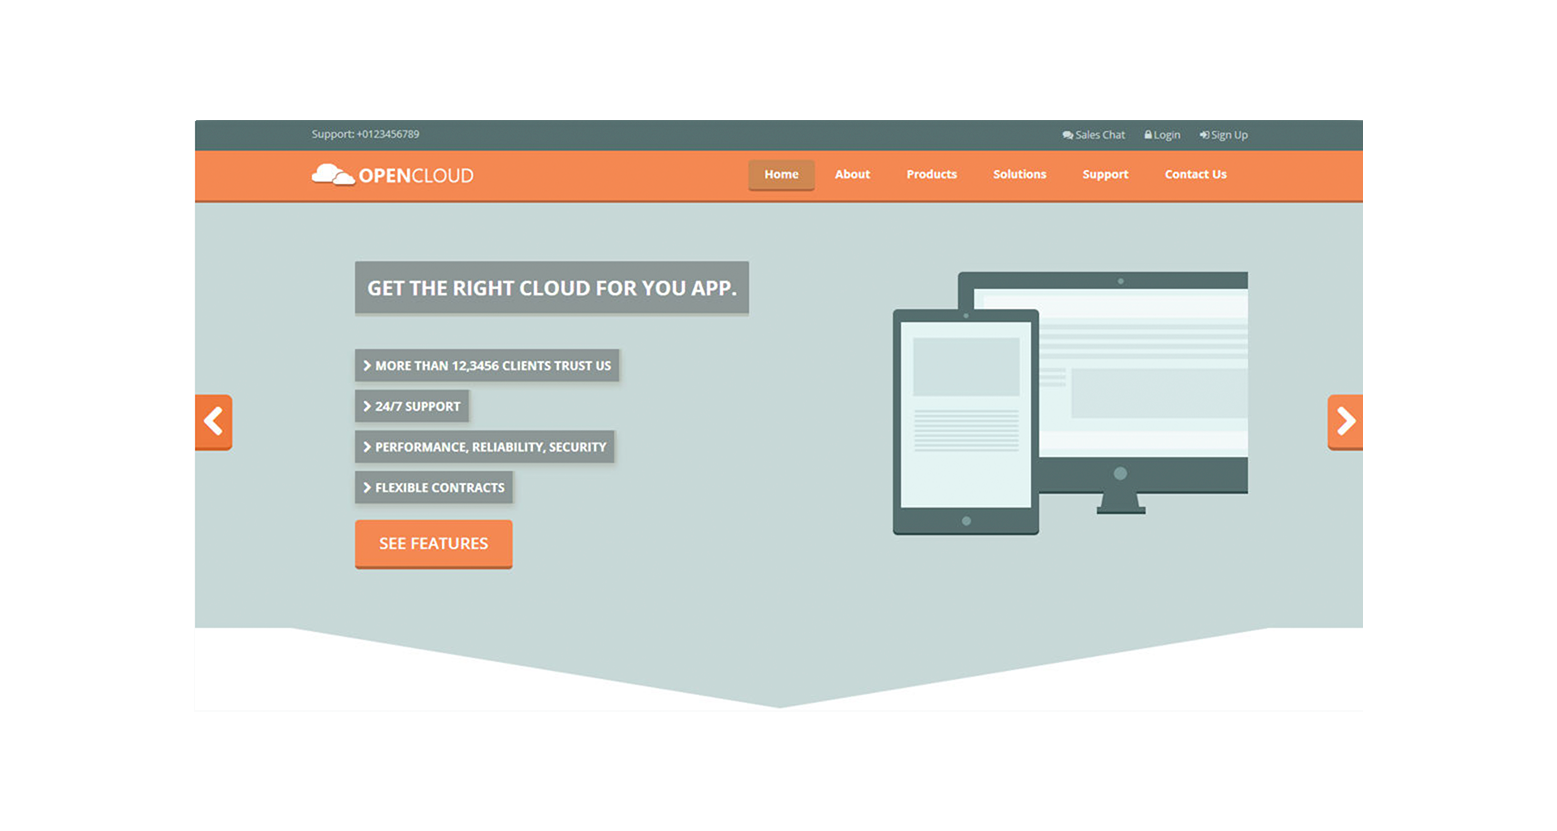 Support: +0123456789
Sales Chat Login Sign Up
OPENCLOUD
Home About Products Solutions Support Contact Us
GET THE RIGHT CLOUD FOR YOU APP.
MORE THAN 12,3456 CLIENTS TRUST US
24/7 SUPPORT
PERFORMANCE, RELIABILITY, SECURITY
FLEXIBLE CONTRACTS
SEE FEATURES